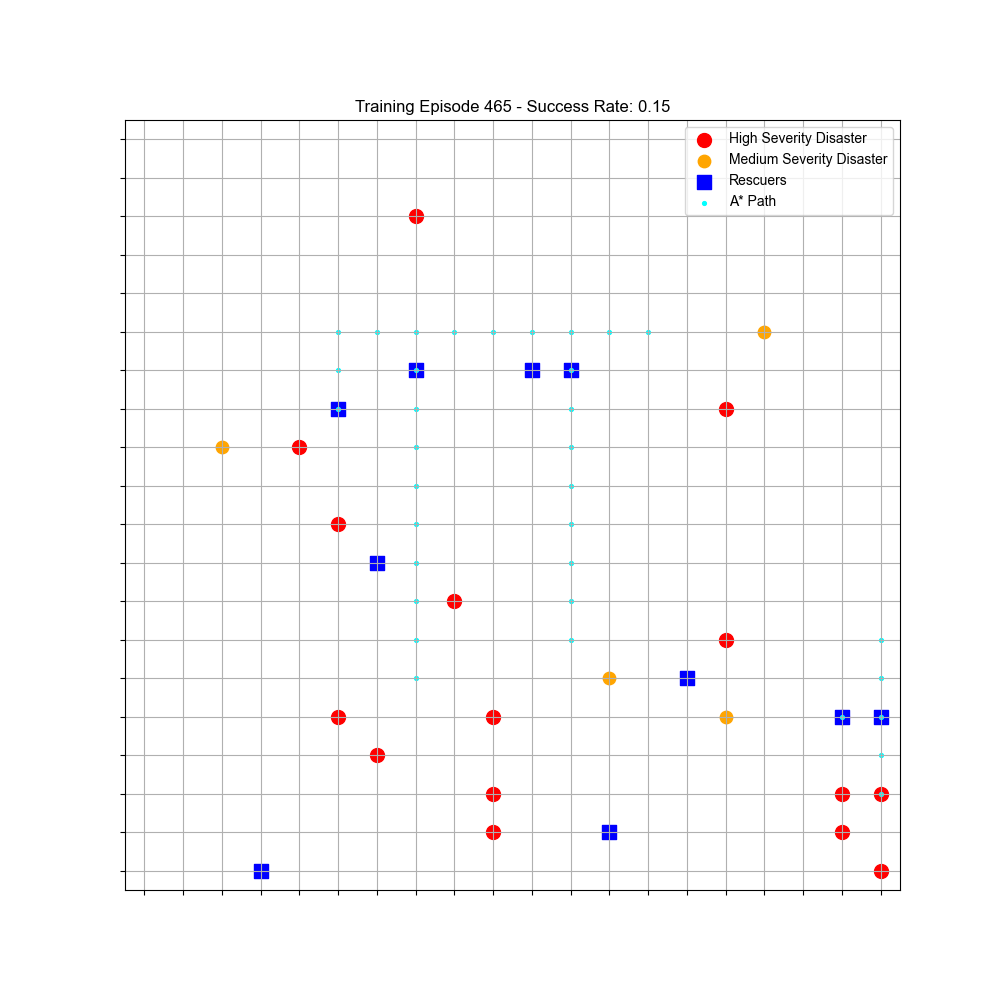 Training Episode 465 - Success Rate: 0.15
High Severity Disaster
Medium Severity Disaster
Rescuers
A* Path